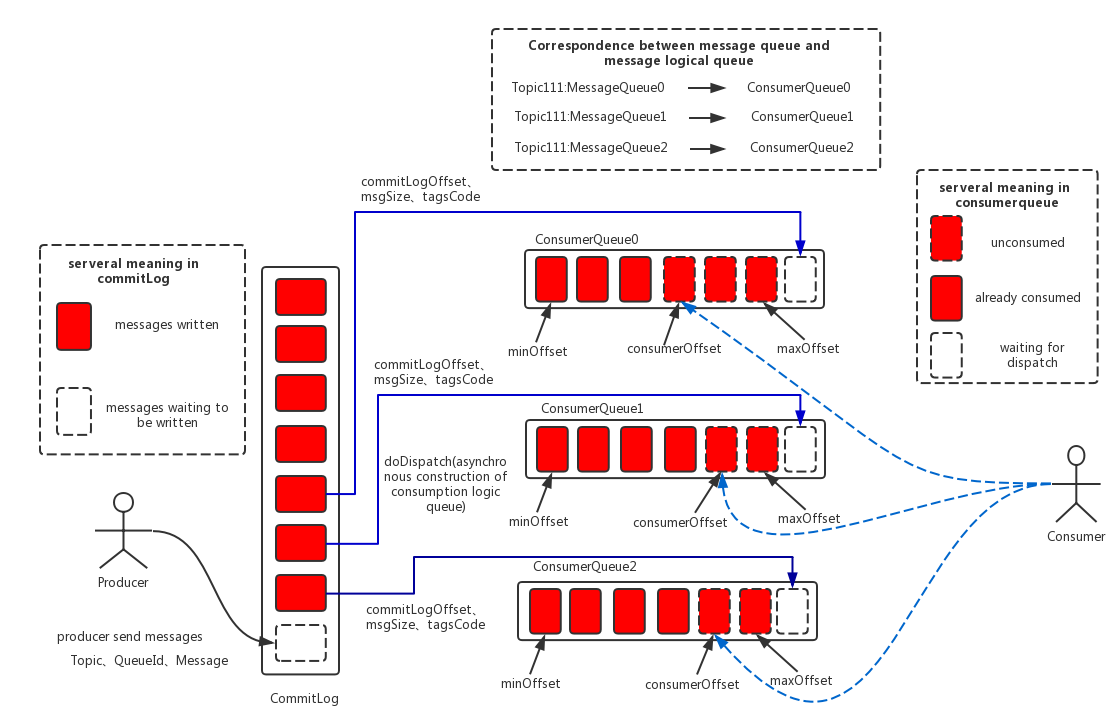 Correspondence between message queue and
message logical queue
Topic111:MessageQueue0
ConsumerQueue0
Topic111:MessageQueue1
ConsumerQueue1
Topic111:MessageQueue2
ConsumerQueue2
serveral meaning in
consumerqueue
unconsumed
already consumed
waiting for
dispatch
serveral meaning in
commitLog
messages written
messages waiting to
be written
commitLogOffset、
msgSize、tagsCode
ConsumerQueue0
minOffset
consumerOffset
maxOffset
commitLogOffset、
msgSize、tagsCode
ConsumerQueue1
doDispatch(asynchro
nous construction of
consumption logic
queue)
minOffset
consumerOffset
maxOffset
Consumer
ConsumerQueue2
commitLogOffset、
msgSize、tagsCode
minOffset
consumerOffset
maxOffset
Producer
producer send messages
Topic、QueueId、Message
CommitLog